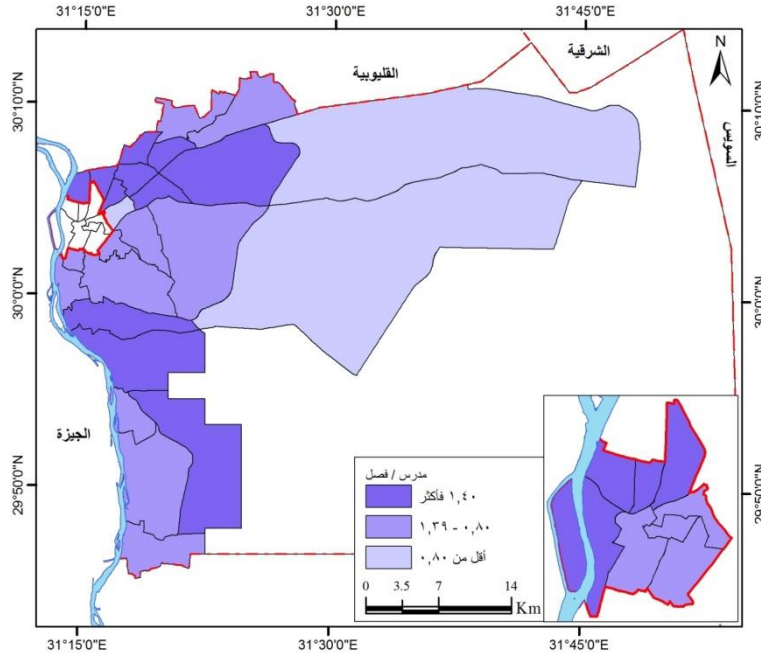 31°15'0"E
31°30'0"E
31°45'0"E
الشرقية
القليوبية
N
30°10'0"N
30°10'0"N
السويس
30°0'0"N
30°0'0"N
الجيزة
مدرس / فصل
١,٤٠ فأكثر
٠,٨٠ - ١,٣٩
أقل من ٠,٨٠
0 3.5 7 14
Km
29°50'0"N
29°50'0"N
31°15'0"E
31°30'0"E
31°45'0"E